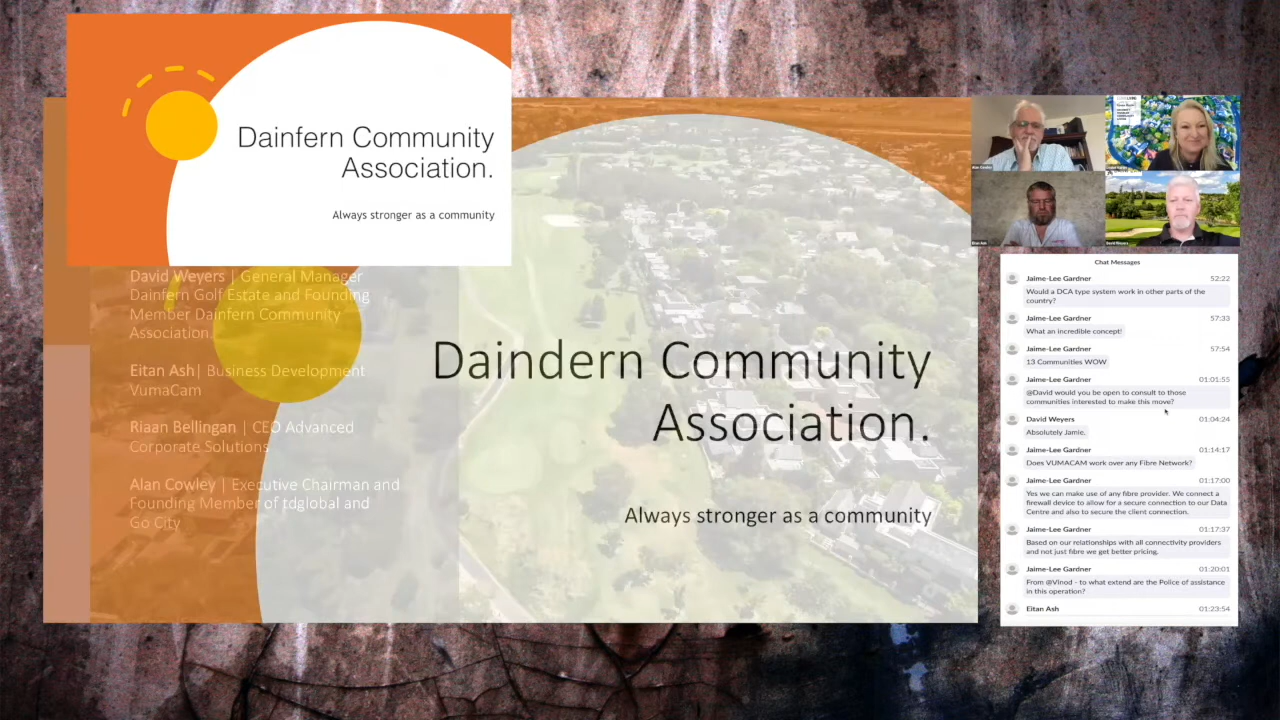 Dainfern Community
Association.
Always stronger as a community
David Weyers | General Manager
Dainfern Golf Estate and Founding
Member Dainfern Community
Association.
Eitan Ash| Business Development
VumaCam
Riaan Bellingan | CEO Advanced
Corporate Solutions
Alan Cowley | Executive Chairman and
Founding Member of rdglobal and
Go City
Daindern Community
Association.
Always stronger as a community
Alan Cowley
Eitan Ash
David Weyers
Chat Messages
Jaime-Lee Gardner 52:22
Would a DCA type system work in other parts of the
country?
Jaime-Lee Gardner 57:33
What an incredible concept!
Jaime-Lee Gardner 57:54
13 Communities WOW
Jaime-Lee Gardner 01:01:55
@David would you be open to consult to those
communities interested to make this move?
David Weyers 01:04:24
Absolutely Jamie.
Jaime-Lee Gardner 01:14:17
Does VUMACAM work over any Fibre Network?
Jaime-Lee Gardner 01:17:00
Yes we can make use of any fibre provider. We connect a
firewall device to allow for a secure connection to our Data
Centre and also to secure the client connection.
Jaime-Lee Gardner 01:17:37
Based on our relationships with all connectivity providers
and not just fibre we get better pricing.
Jaime-Lee Gardner 01:20:01
From @Vinod - to what extend are the Police of assistance
in this operation?
Eitan Ash 01:23:54